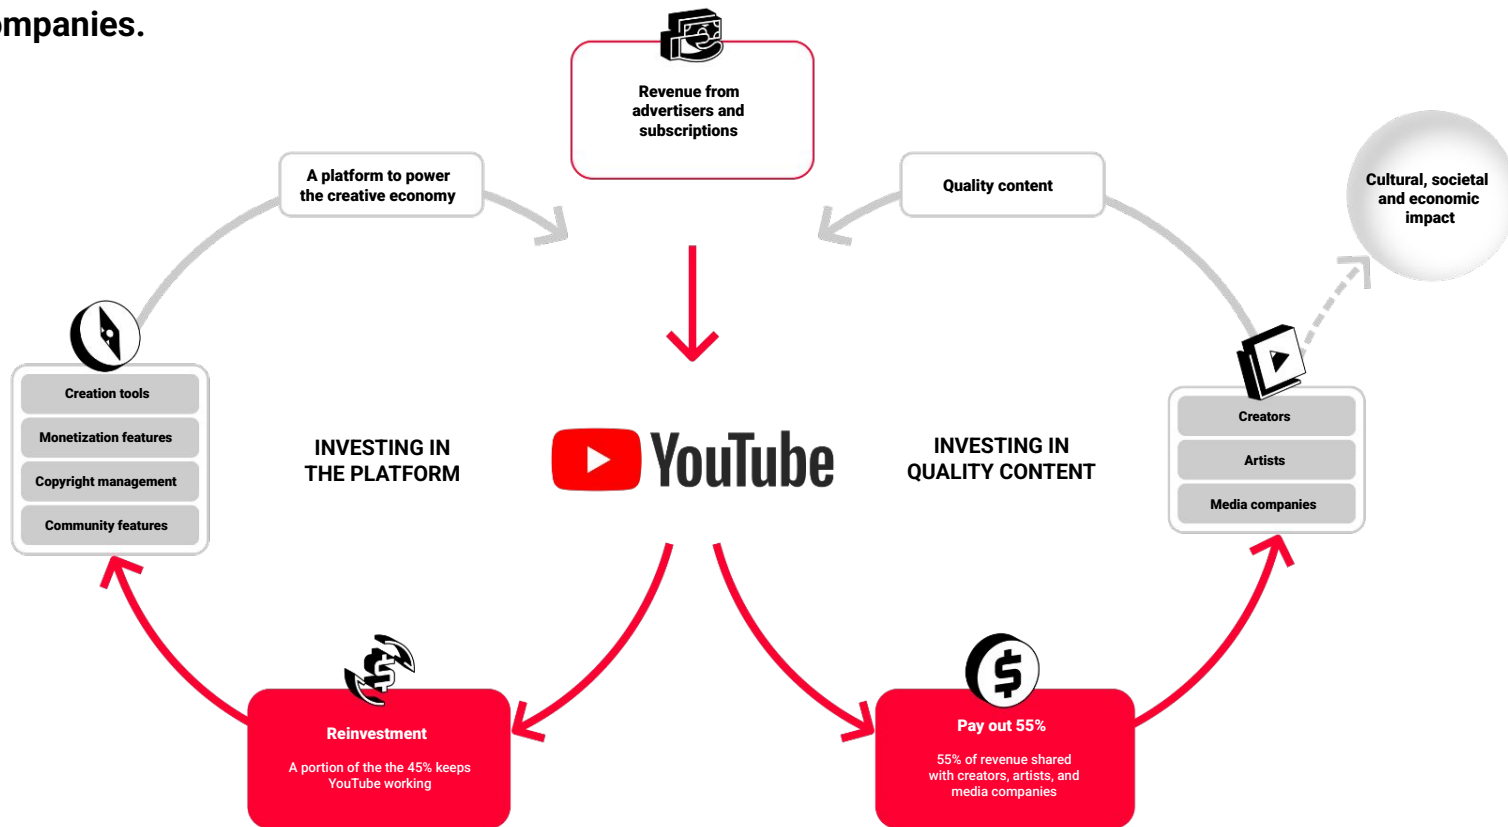 ompanies.
Revenue from
advertisers and
subscriptions
A platform to power
the creative economy
Quality content
Cultural, societal
and economic
impact
Creation tools
Monetization features
Copyright management
Community features
INVESTING IN
THE PLATFORM
YouTube
INVESTING IN
QUALITY CONTENT
Creators
Artists
Media companies
Reinvestment
A portion of the the 45% keeps
YouTube working
$
Pay out 55%
55% of revenue shared
with creators, artists, and
media companies